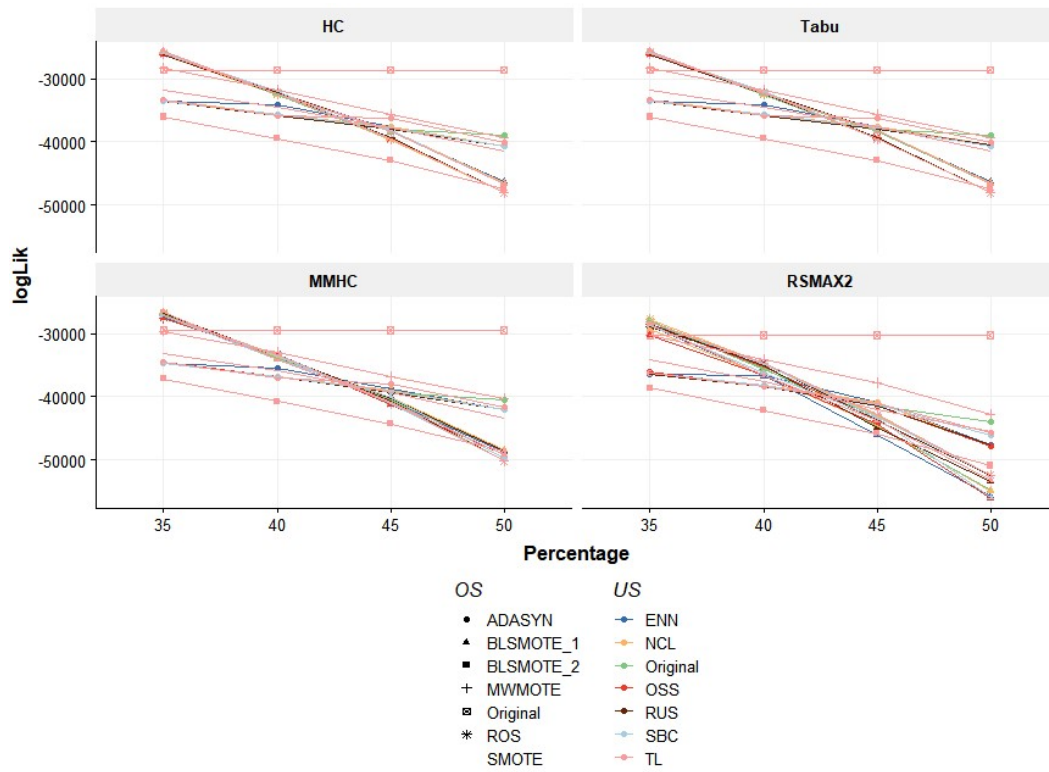 HC Tabu
-30000
-40000
-50000
logLik
MMHC RSMAX2
-30000
-40000
-50000
35 40 45 50 35 40 45 50
Percentage
OS US
ADASYN ENN
BLSMOTE_1 NCL
BLSMOTE_2 Original
MWMOTE OSS
Original RUS
ROS SBC
SMOTE TL